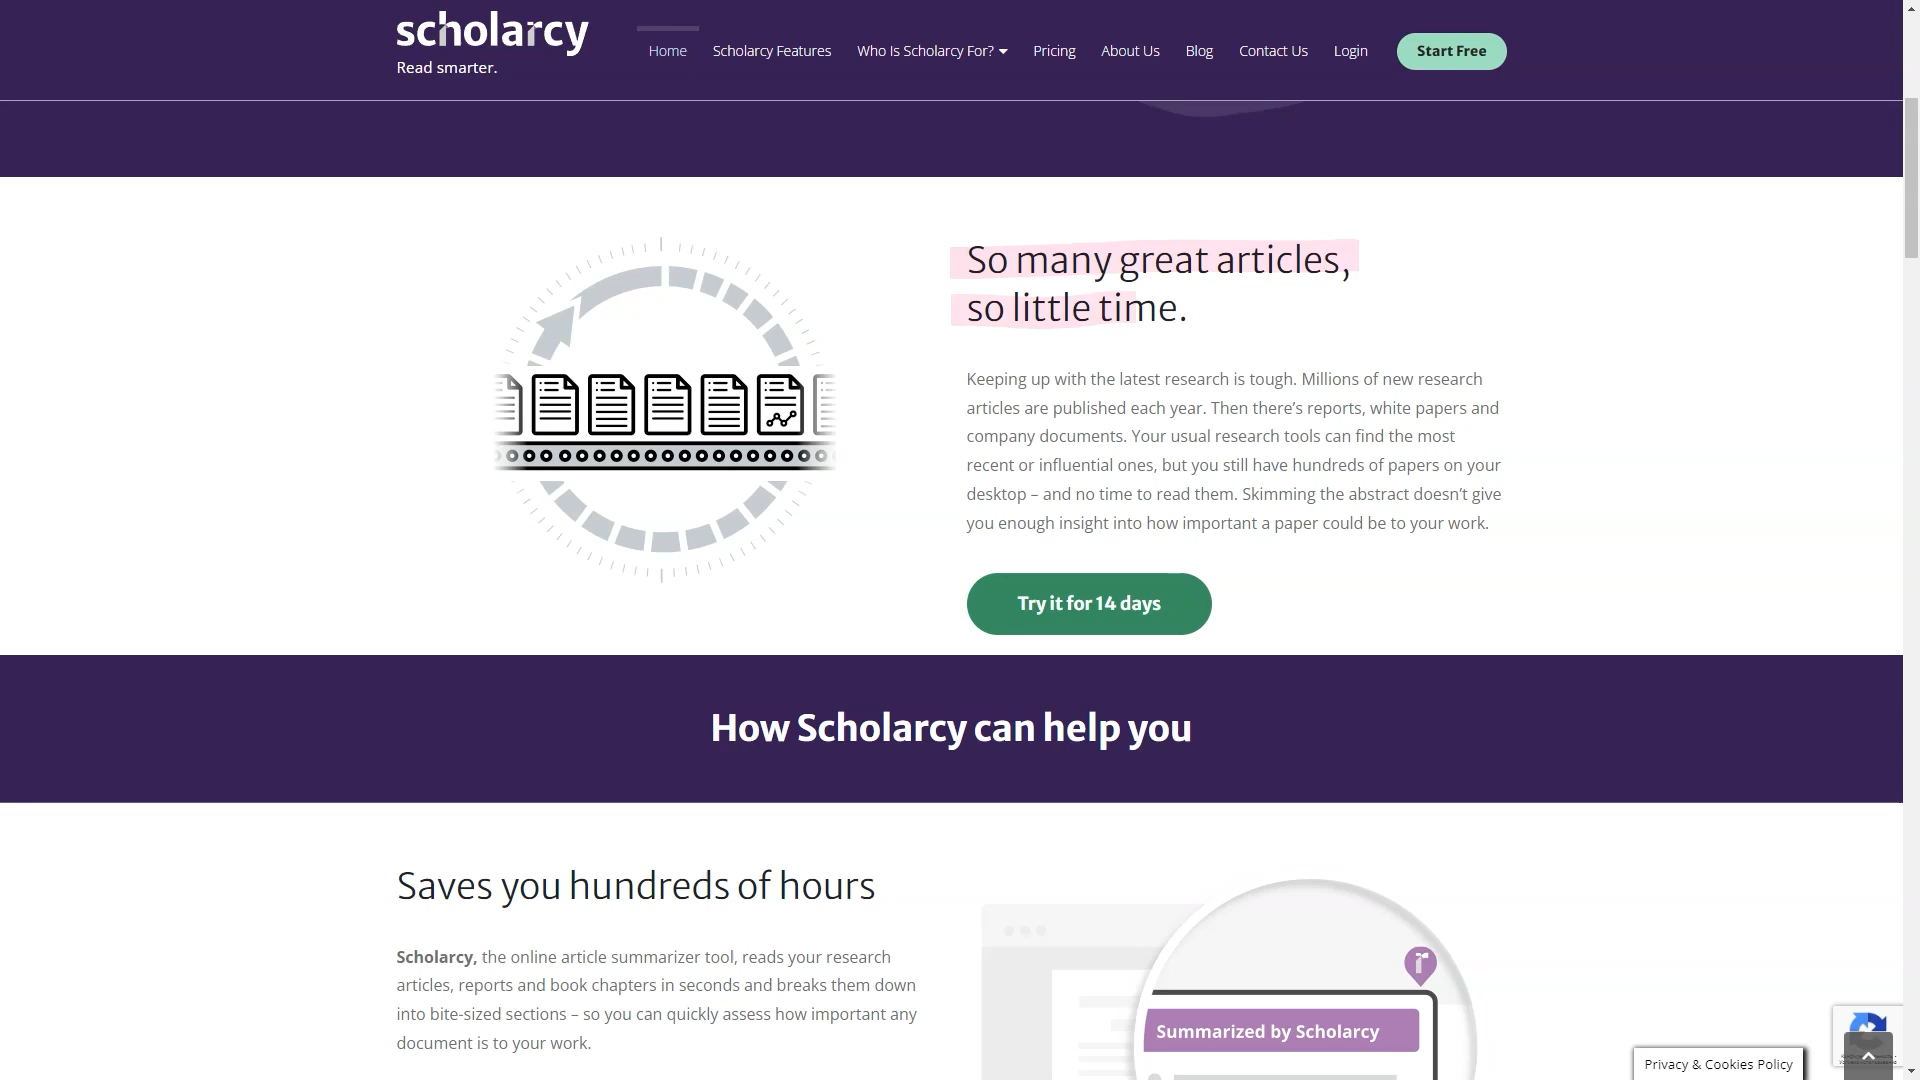 scholarcy
Read smarter.
Home
Scholarcy Features
Who Is Scholarcy For?
Pricing
About Us
Blog
Contact Us
Login
Start Free
So many great articles,
so little time.
Keeping up with the latest research is tough. Millions of new research
articles are published each year. Then there’s reports, white papers and
company documents. Your usual research tools can find the most
recent or influential ones, but you still have hundreds of papers on your
desktop – and no time to read them. Skimming the abstract doesn’t give
you enough insight into how important a paper could be to your work.
Try it for 14 days
How Scholarcy can help you
Saves you hundreds of hours
Scholarcy, the online article summarizer tool, reads your research
articles, reports and book chapters in seconds and breaks them down
into bite-sized sections – so you can quickly assess how important any
document is to your work.
r
Summarized by Scholarcy
Privacy & Cookies Policy